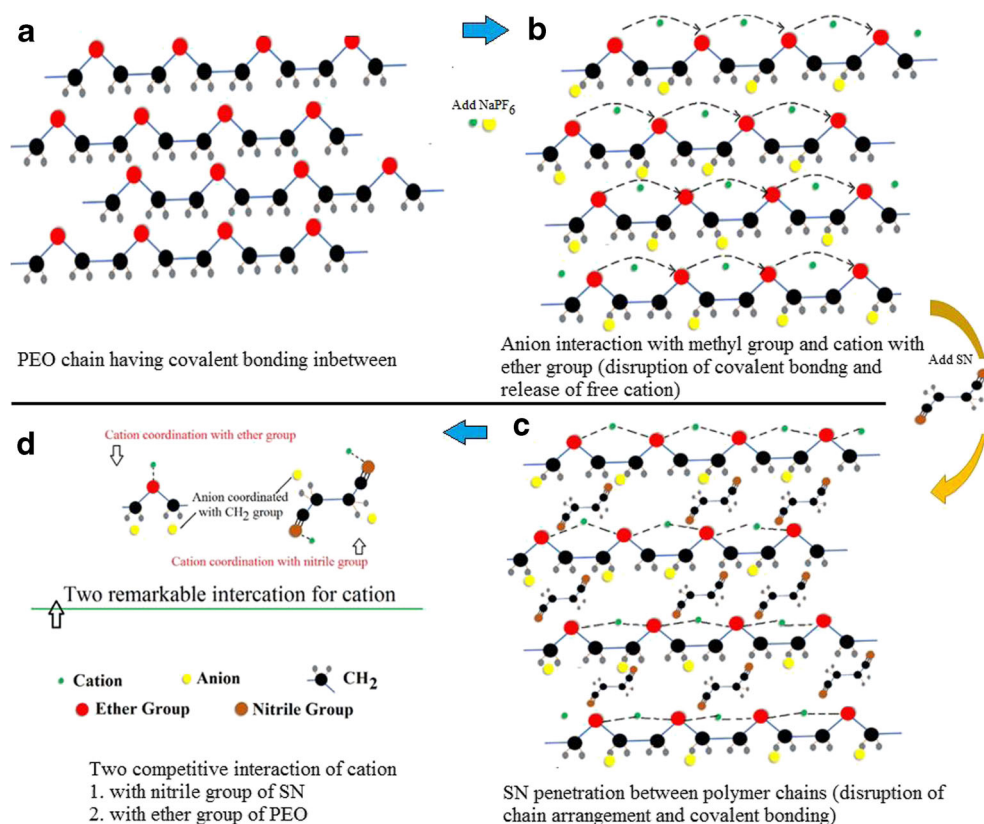 a
PEO chain having covalent bonding inbetween
Add NaPF6
b
Anion interaction with methyl group and cation with
ether group (disruption of covalent bondng and
release of free cation)
Add SN
c
SN penetration between polymer chains (disruption of
chain arrangement and covalent bonding)
d
Cation coordination with ether group
Anion coordinated
with CH2 group
Cation coordination with nitrile group
Two remarkable intercation for cation
Cation
Anion
CH2
Ether Group
Nitrile Group
Two competitive interaction of cation
1. with nitrile group of SN
2. with ether group of PEO